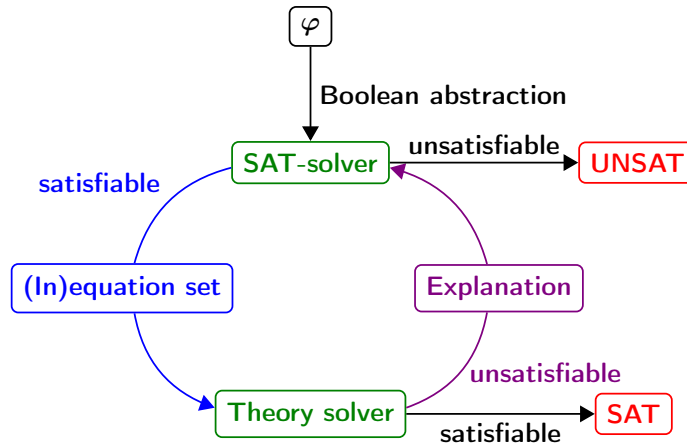 φ
Boolean abstraction
SAT-solver
unsatisfiable
UNSAT
satisfiable
(In)equation set
Explanation
unsatisfiable
Theory solver
satisfiable
SAT